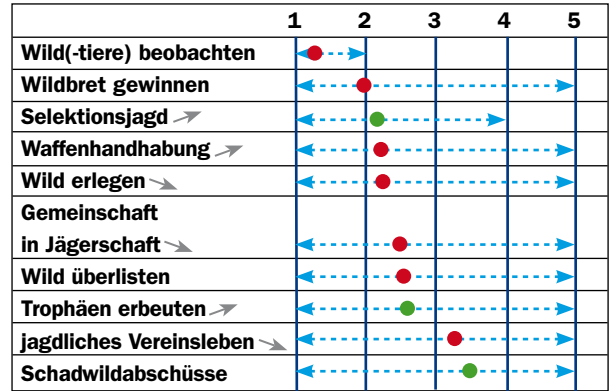 1 2 3 4 5
Wild(-tiere) beobachten
Wildbret gewinnen
Selektionsjagd
Waffenhandhabung
Wild erlegen
Gemeinschaft
in Jägerschaft
Wild überlisten
Trophäen erbeuten
jagdliches Vereinsleben
Schadwildabschüsse